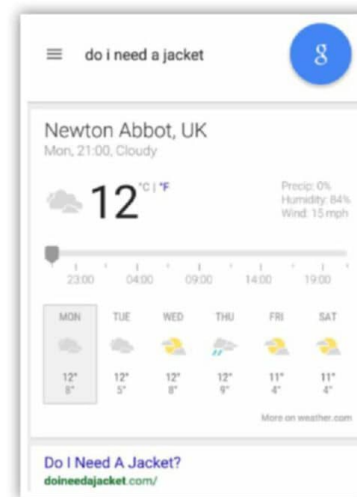 do i need a jacket
g
Newton Abbot, UK
Mon, 21:00, Cloudy
12 °C | °F
Precip: 0%
Humidity: 84%
Wind: 15 mph
23:00 04:00 09:00 14:00 19:00
MON TUE WED THU FRI SAT
12° 12° 12° 12° 11° 11°
8° 5° 8° 9° 4° 4°
More on weather.com
Do I Need A Jacket?
doineedajacket.com/